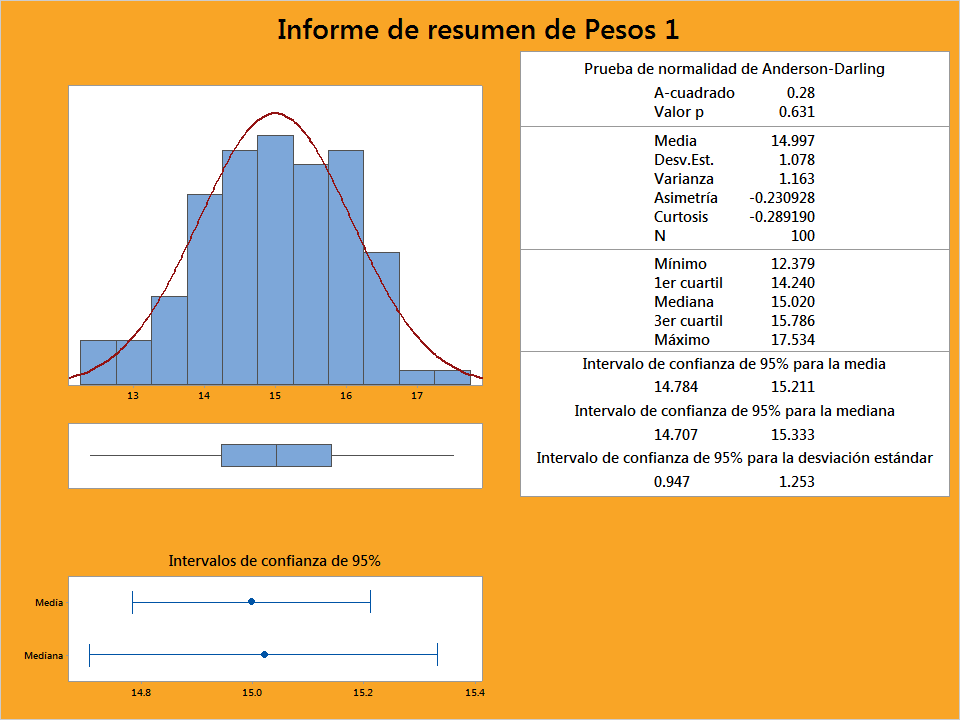 Informe de resumen de Pesos 1
13 14 15 16 17
Intervalos de confianza de 95%
Media
Mediana
14.8 15.0 15.2 15.4
Prueba de normalidad de Anderson-Darling
A-cuadrado 0.28
Valor p 0.631
Media 14.997
Desv.Est. 1.078
Varianza 1.163
Asimetría -0.230928
Curtosis -0.289190
N 100
Mínimo 12.379
1er cuartil 14.240
Mediana 15.020
3er cuartil 15.786
Máximo 17.534
Intervalo de confianza de 95% para la media
14.784 15.211
Intervalo de confianza de 95% para la mediana
14.707 15.333
Intervalo de confianza de 95% para la desviación estándar
0.947 1.253